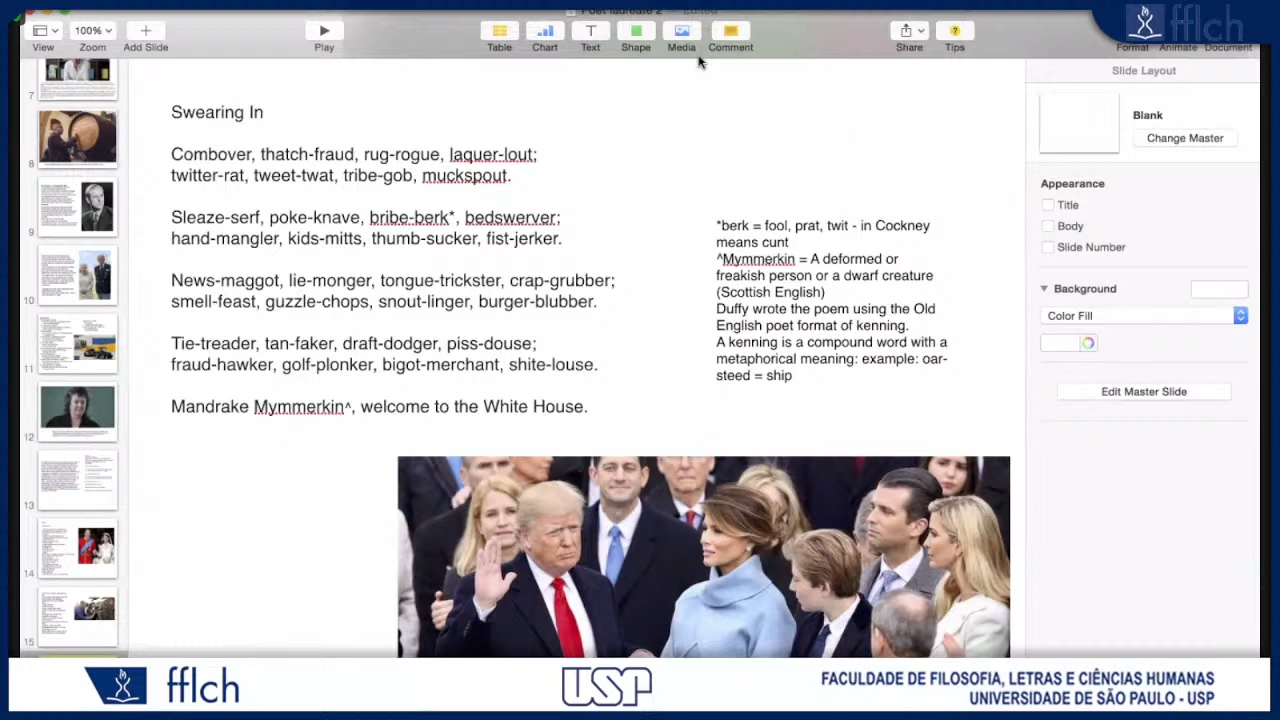 Poet laureate 2 — Edited
View
100%
Zoom
Add Slide
Play
Table
Chart
Text
Shape
Media
Comment
Share
Tips
Format
Animate
Document
fflch
7
8
9
10
11
12
13
14
15
Swearing In
Combover, thatch-fraud, rug-rogue, laquer-lout;
twitter-rat, tweet-twat, tribe-gob, muckspout.
Sleaze-serf, poke-knave, bribe-berk*, bedswerver;
hand-mangler, kids-mitts, thumb-sucker, fist-jerker.
News-maggot, lie-monger, tongue-trickster, crap-grubber;
smell-feast, guzzle-chops, snout-linger, burger-blubber.
Tie-treader, tan-faker, draft-dodger, piss-douse;
fraud-hawker, golf-plonker, bigot-merchant, shite-louse.
Mandrake Mymmerkin^, welcome to the White House.
*berk = fool, prat, twit - in Cockney
means cunt
^Mymmerkin = A deformed or
freakish person or a dwarf creature
(Scottish English)
Duffy wrote the poem using the Old
English poet format of kenning.
A kenning is a compound word with a
metaphorical meaning: example: oar-
steed = ship
Slide Layout
Blank
Change Master
Appearance
Title
Body
Slide Number
Background
Color Fill
Edit Master Slide
fflch
USP
FACULDADE DE FILOSOFIA, LETRAS E CIÊNCIAS HUMANAS
UNIVERSIDADE DE SÃO PAULO - USP